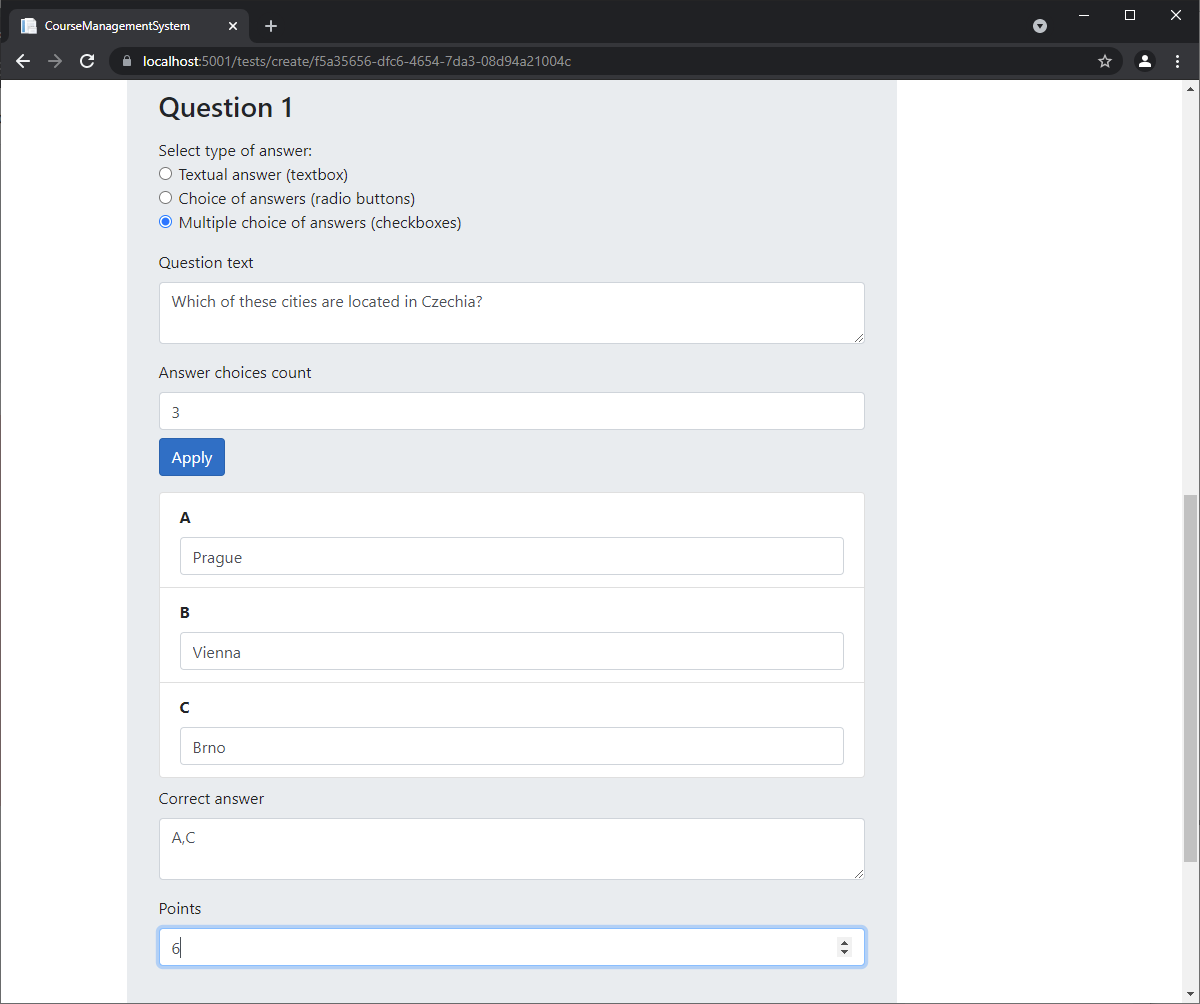 CourseManagementSystem
localhost:5001/tests/create/f5a35656-dfc6-4654-7da3-08d94a21004c
Question 1
Select type of answer:
Textual answer (textbox)
Choice of answers (radio buttons)
Multiple choice of answers (checkboxes)
Question text
Which of these cities are located in Czechia?
Answer choices count
3
Apply
A
Prague
B
Vienna
C
Brno
Correct answer
A,C
Points
6